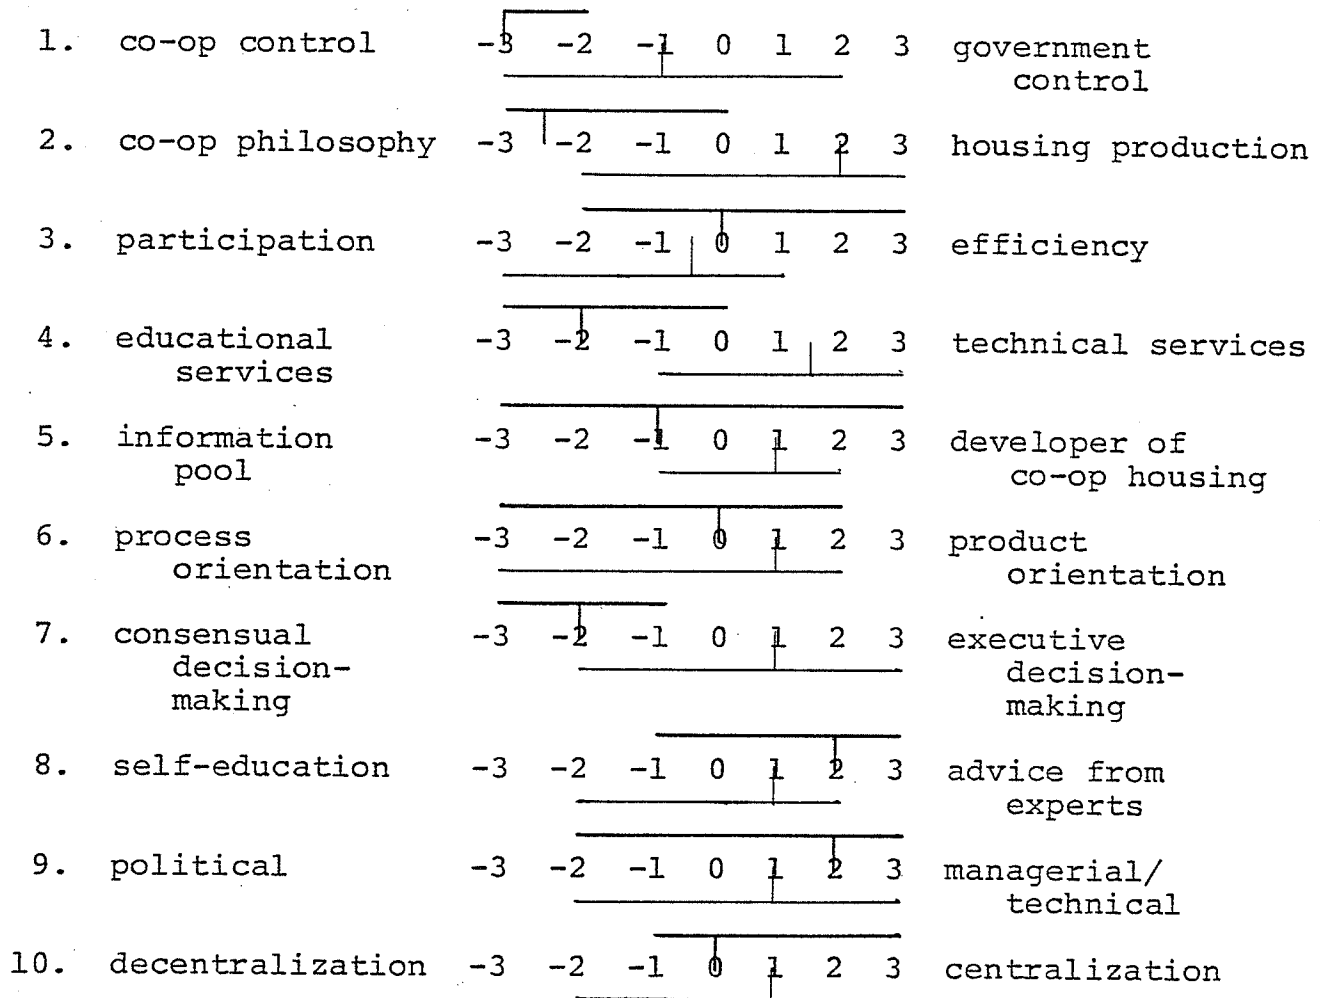 1. co-op control -3 -2 -1 0 1 2 3 government
control
2. co-op philosophy -3 -2 -1 0 1 2 3 housing production
3. participation -3 -2 -1 0 1 2 3 efficiency
4. educational -3 -2 -1 0 1 2 3 technical services
services
5. information -3 -2 -1 0 1 2 3 developer of
pool co-op housing
6. process -3 -2 -1 0 1 2 3 product
orientation orientation
7. consensual -3 -2 -1 0 1 2 3 executive
decision- decision-
making making
8. self-education -3 -2 -1 0 1 2 3 advice from
experts
9. political -3 -2 -1 0 1 2 3 managerial/
technical
10. decentralization -3 -2 -1 0 1 2 3 centralization